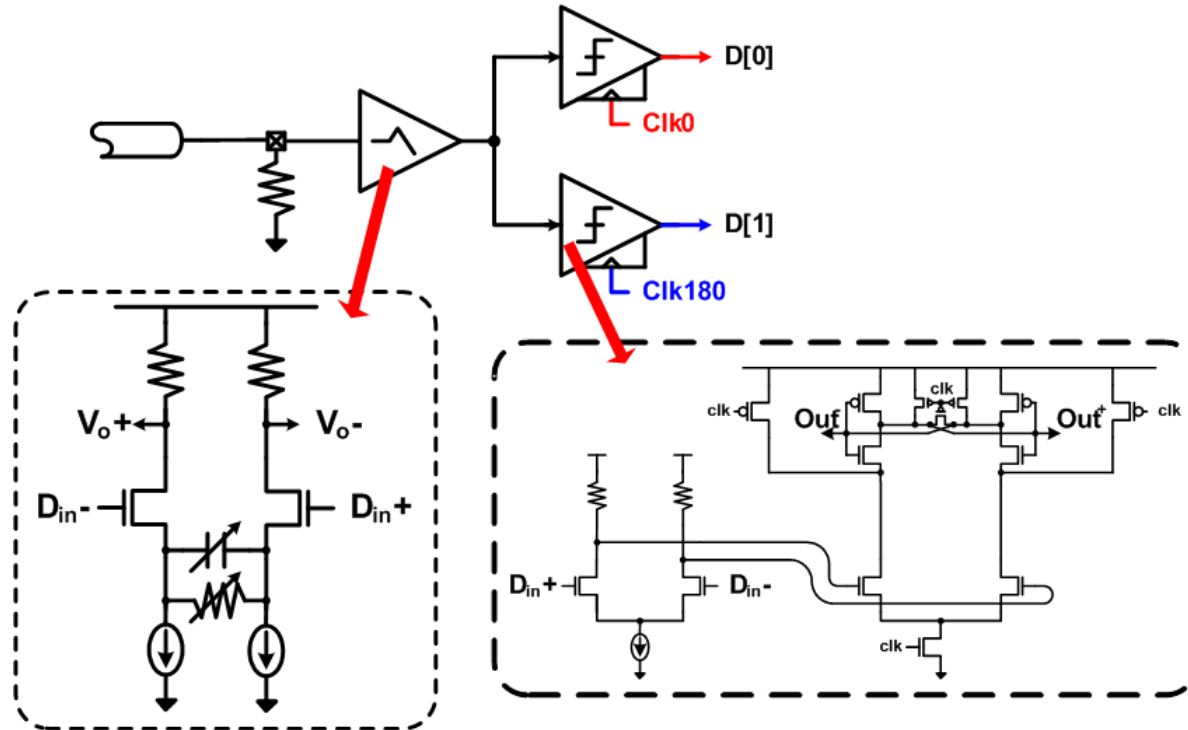 D[0]
Clk0
D[1]
Clk180
Vo+
Vo-
Din-
Din+
clk
clk
Out-
Out+
clk
Din+
Din-
clk